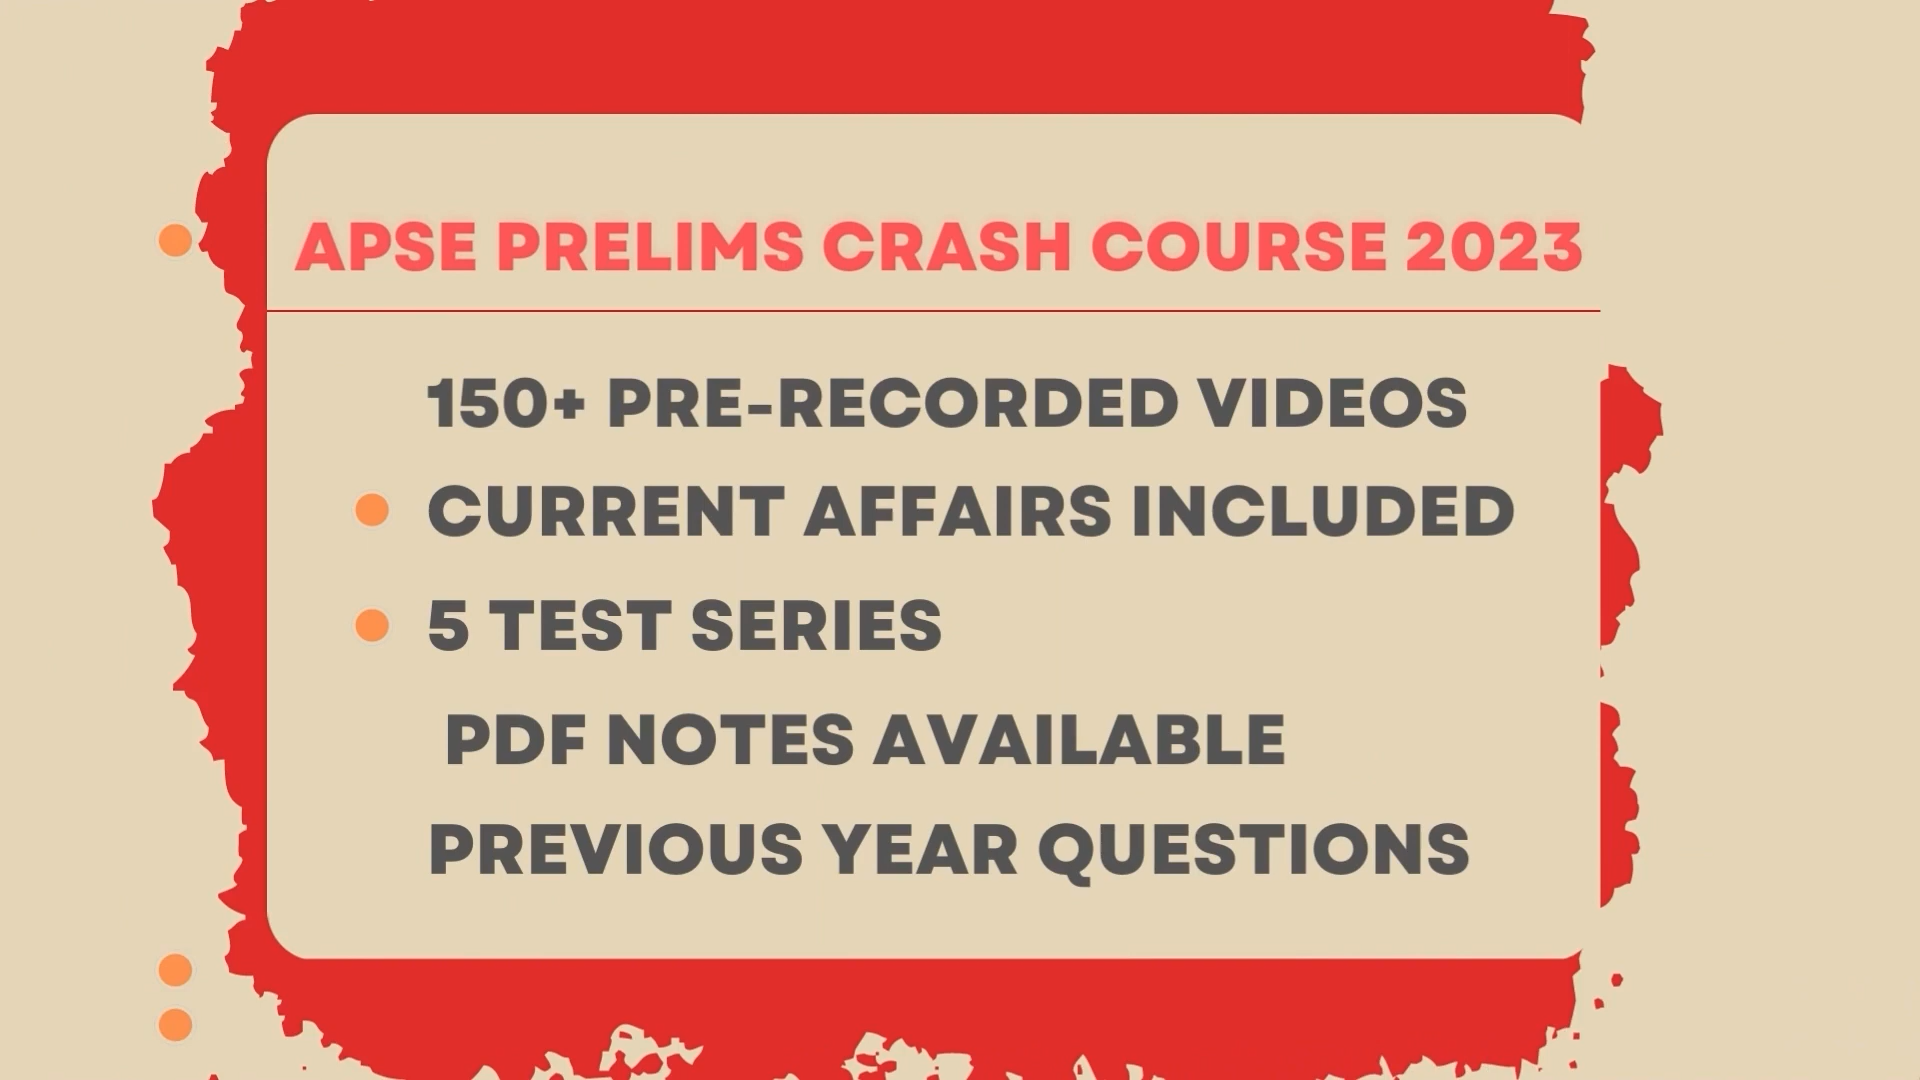 APSE PRELIMS CRASH COURSE 2023
150+ PRE-RECORDED VIDEOS
CURRENT AFFAIRS INCLUDED
5 TEST SERIES
PDF NOTES AVAILABLE
PREVIOUS YEAR QUESTIONS